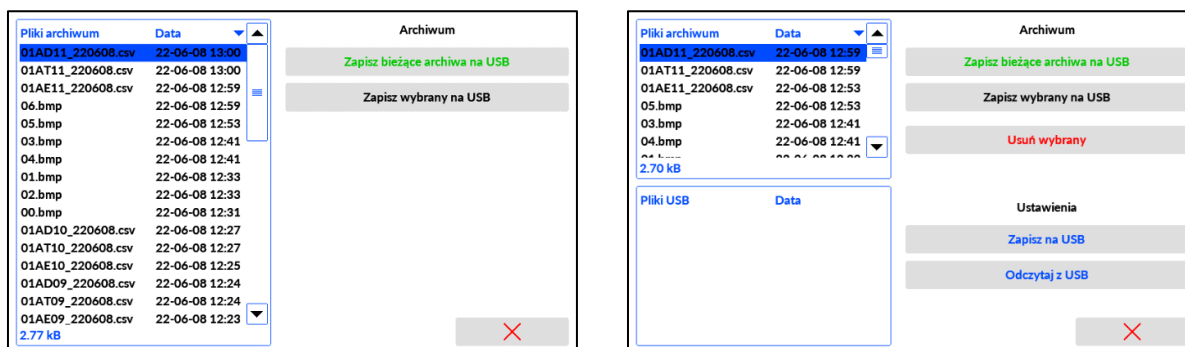 Pliki archiwum Data
01AD11_220608.csv 22-06-08 13:00
01AT11_220608.csv 22-06-08 13:00
01AE11_220608.csv 22-06-08 12:59
06.bmp 22-06-08 12:59
05.bmp 22-06-08 12:53
03.bmp 22-06-08 12:41
04.bmp 22-06-08 12:41
01.bmp 22-06-08 12:33
02.bmp 22-06-08 12:33
00.bmp 22-06-08 12:31
01AD10_220608.csv 22-06-08 12:27
01AT10_220608.csv 22-06-08 12:27
01AE10_220608.csv 22-06-08 12:25
01AD09_220608.csv 22-06-08 12:24
01AT09_220608.csv 22-06-08 12:24
01AE09_220608.csv 22-06-08 12:23
2.77 kB
Archiwum
Zapisz bieżące archiwa na USB
Zapisz wybrany na USB
Pliki archiwum Data
01AD11_220608.csv 22-06-08 12:59
01AT11_220608.csv 22-06-08 12:59
01AE11_220608.csv 22-06-08 12:53
05.bmp 22-06-08 12:53
03.bmp 22-06-08 12:41
04.bmp 22-06-08 12:41
2.70 kB
Pliki USB Data
Archiwum
Zapisz bieżące archiwa na USB
Zapisz wybrany na USB
Usuń wybrany
Ustawienia
Zapisz na USB
Odczytaj z USB